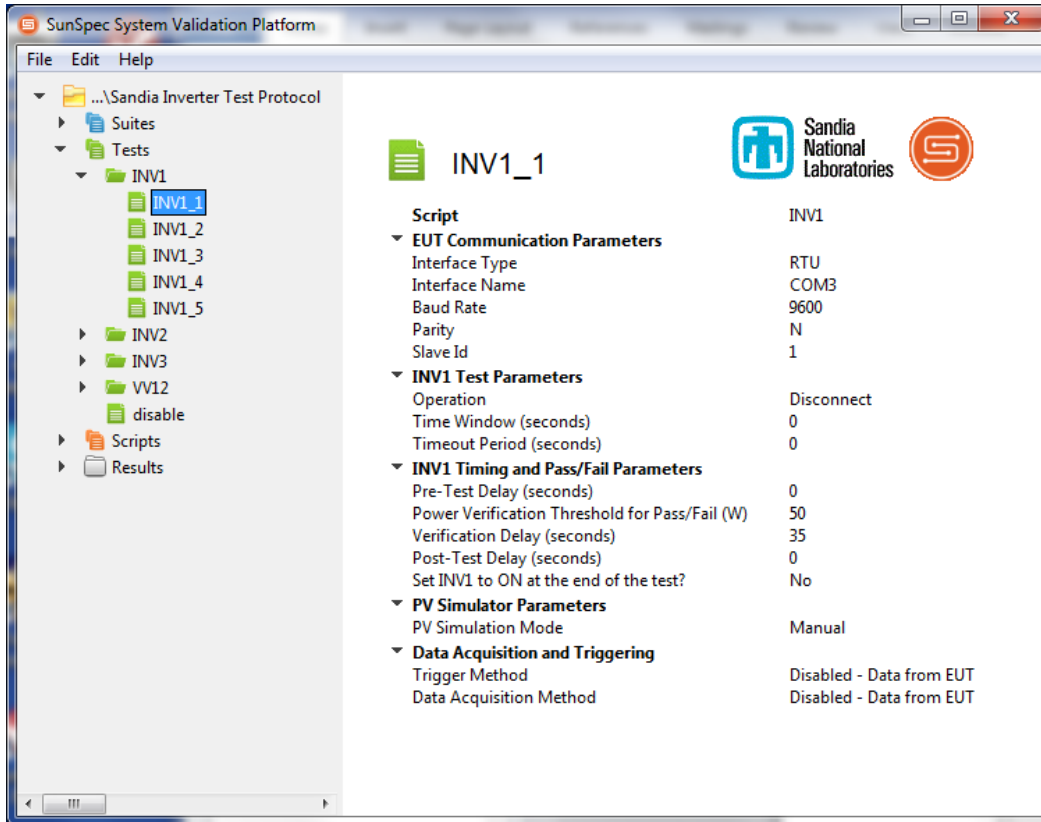 SunSpec System Validation Platform
File Edit Help
...\Sandia Inverter Test Protocol
Suites
Tests
INV1
INV1_1
INV1_2
INV1_3
INV1_4
INV1_5
INV2
INV3
VV12
disable
Scripts
Results
INV1_1
Sandia
National
Laboratories
Script INV1
EUT Communication Parameters
Interface Type RTU
Interface Name COM3
Baud Rate 9600
Parity N
Slave Id 1
INV1 Test Parameters
Operation Disconnect
Time Window (seconds) 0
Timeout Period (seconds) 0
INV1 Timing and Pass/Fail Parameters
Pre-Test Delay (seconds) 0
Power Verification Threshold for Pass/Fail (W) 50
Verification Delay (seconds) 35
Post-Test Delay (seconds) 0
Set INV1 to ON at the end of the test? No
PV Simulator Parameters
PV Simulation Mode Manual
Data Acquisition and Triggering
Trigger Method Disabled - Data from EUT
Data Acquisition Method Disabled - Data from EUT